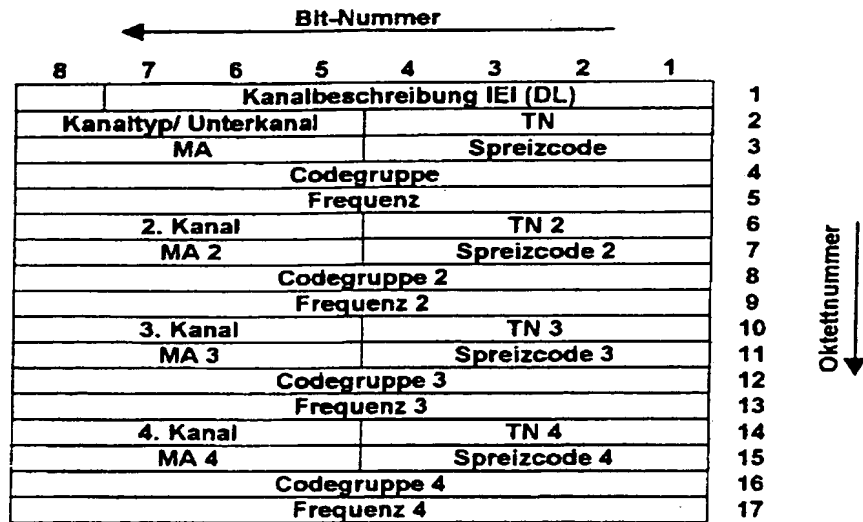 Bit-Nummer
8 7 6 5 4 3 2 1
Kanalbeschreibung IEI (DL) 1
Kanaltyp/ Unterkanal TN 2
MA Spreizcode 3
Codegruppe 4
Frequenz 5
2. Kanal TN 2 6
MA 2 Spreizcode 2 7
Codegruppe 2 8
Frequenz 2 9
3. Kanal TN 3 10
MA 3 Spreizcode 3 11
Codegruppe 3 12
Frequenz 3 13
4. Kanal TN 4 14
MA 4 Spreizcode 4 15
Codegruppe 4 16
Frequenz 4 17
Oktettnummer